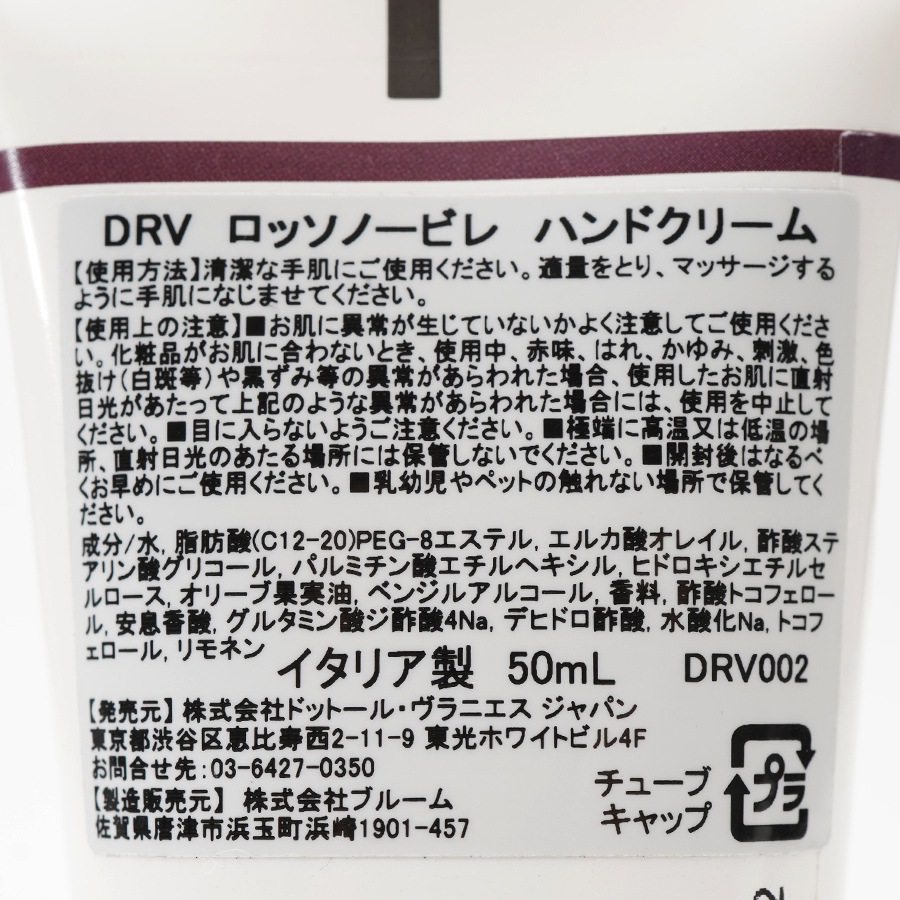 DRV ロッソノービレ ハンドクリーム
【使用方法】清潔な手肌にご使用ください。適量をとり、マッサージする
ように手肌になじませてください。
【使用上の注意】■お肌に異常が生じていないかよく注意してご使用くださ
い。化粧品がお肌に合わないとき、使用中、赤味、はれ、かゆみ、刺激、色
抜け(白斑等)や黒ずみ等の異常があらわれた場合、使用したお肌に直射
日光があたって上記のような異常があらわれた場合には、使用を中止して
ください。■目に入らないようご注意ください。■極端に高温又は低温の場
所、直射日光のあたる場所には保管しないでください。■開封後はなるべ
くお早めにご使用ください。■乳幼児やペットの触れない場所で保管してく
ださい。
成分/水, 脂肪酸(C12-20)PEG-8エステル, エルカ酸オレイル, 酢酸ステ
アリン酸グリコール, パルミチン酸エチルヘキシル, ヒドロキシエチルセ
ルロース, オリーブ果実油, ベンジルアルコール, 香料, 酢酸トコフェロー
ル, 安息香酸, グルタミン酸ジ酢酸4Na, デヒドロ酢酸, 水酸化Na, トコフ
ェロール, リモネン
イタリア製 50mL DRV002
【発売元】株式会社ドットール・ヴラニエス ジャパン
東京都渋谷区恵比寿西2-11-9 東光ホワイトビル4F
お問合せ先:03-6427-0350
【製造販売元】 株式会社ブルーム
佐賀県唐津市浜玉町浜崎1901-457
チューブ
キャップ
プラ